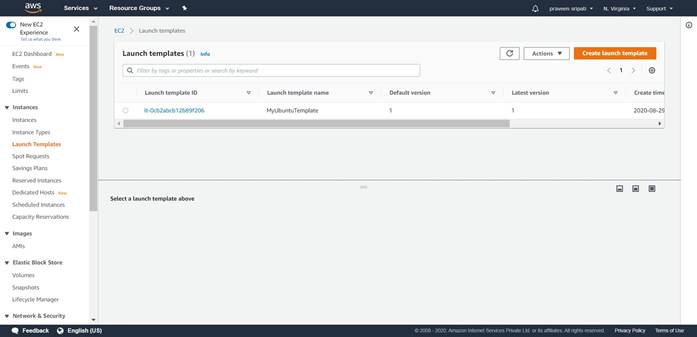 aws Services Resource Groups praveen sripati N. Virginia Support
New EC2
Experience
Tell us what you think
EC2 Dashboard New
Events New
Tags
Limits
Instances
Instances
Instance Types
Launch Templates
Spot Requests
Savings Plans
Reserved Instances
Dedicated Hosts New
Scheduled Instances
Capacity Reservations
Images
AMIs
Elastic Block Store
Volumes
Snapshots
Lifecycle Manager
Network & Security
EC2 > Launch templates
Launch templates (1) Info
Actions Create launch template
Filter by tags or properties or search by keyword
1
Launch template ID Launch template name Default version Latest version Create time
lt-0cb2abcb12b89f206 MyUbuntuTemplate 1 1 2020-08-29
Select a launch template above
Feedback English (US) © 2008 - 2020, Amazon Internet Services Private Ltd. or its affiliates. All rights reserved. Privacy Policy Terms of Use